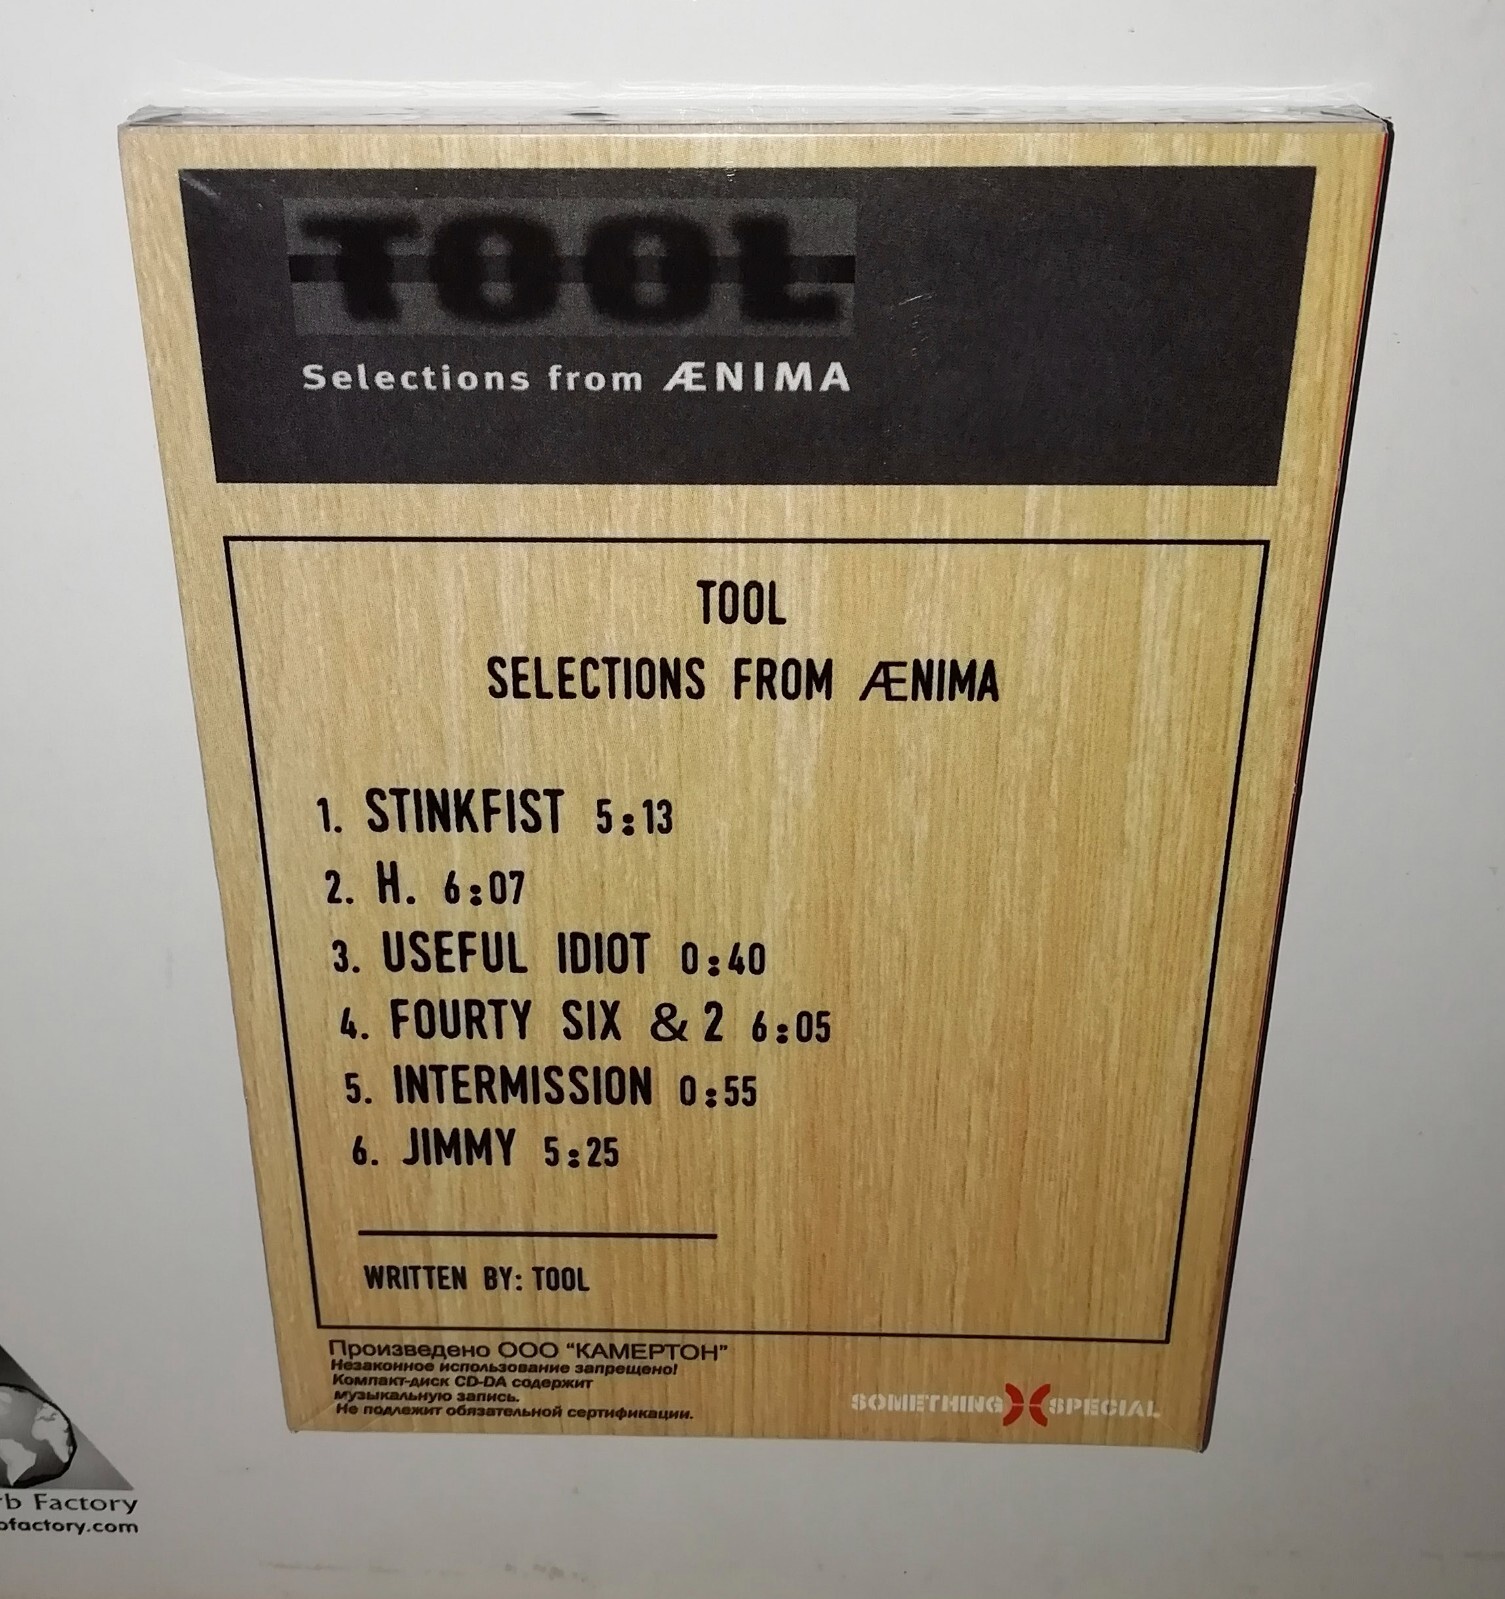 TOOL
Selections from ÆNIMA
TOOL
SELECTIONS FROM ÆNIMA
1. STINKFIST 5:13
2. H. 6:07
3. USEFUL IDIOT 0:40
4. FOURTY SIX & 2 6:05
5. INTERMISSION 0:55
6. JIMMY 5:25
WRITTEN BY: TOOL
Произведено ООО "КАМЕРТОН"
Незаконное использование запрещено!
Компакт-диск CD-DA содержит
музыкальную запись.
Не подлежит обязательной сертификации.
SOMETHING SPECIAL
Factory